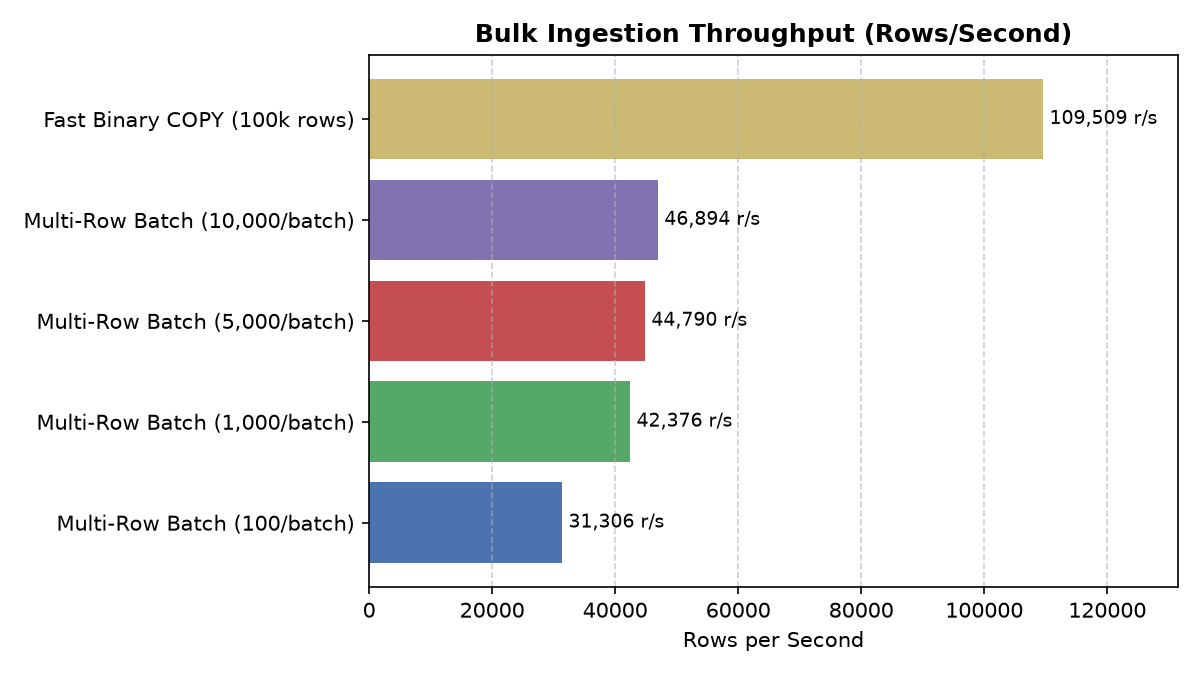 Bulk Ingestion Throughput (Rows/Second)
Fast Binary COPY (100k rows)
109,509 r/s
Multi-Row Batch (10,000/batch)
46,894 r/s
Multi-Row Batch (5,000/batch)
44,790 r/s
Multi-Row Batch (1,000/batch)
42,376 r/s
Multi-Row Batch (100/batch)
31,306 r/s
0 20000 40000 60000 80000 100000 120000
Rows per Second